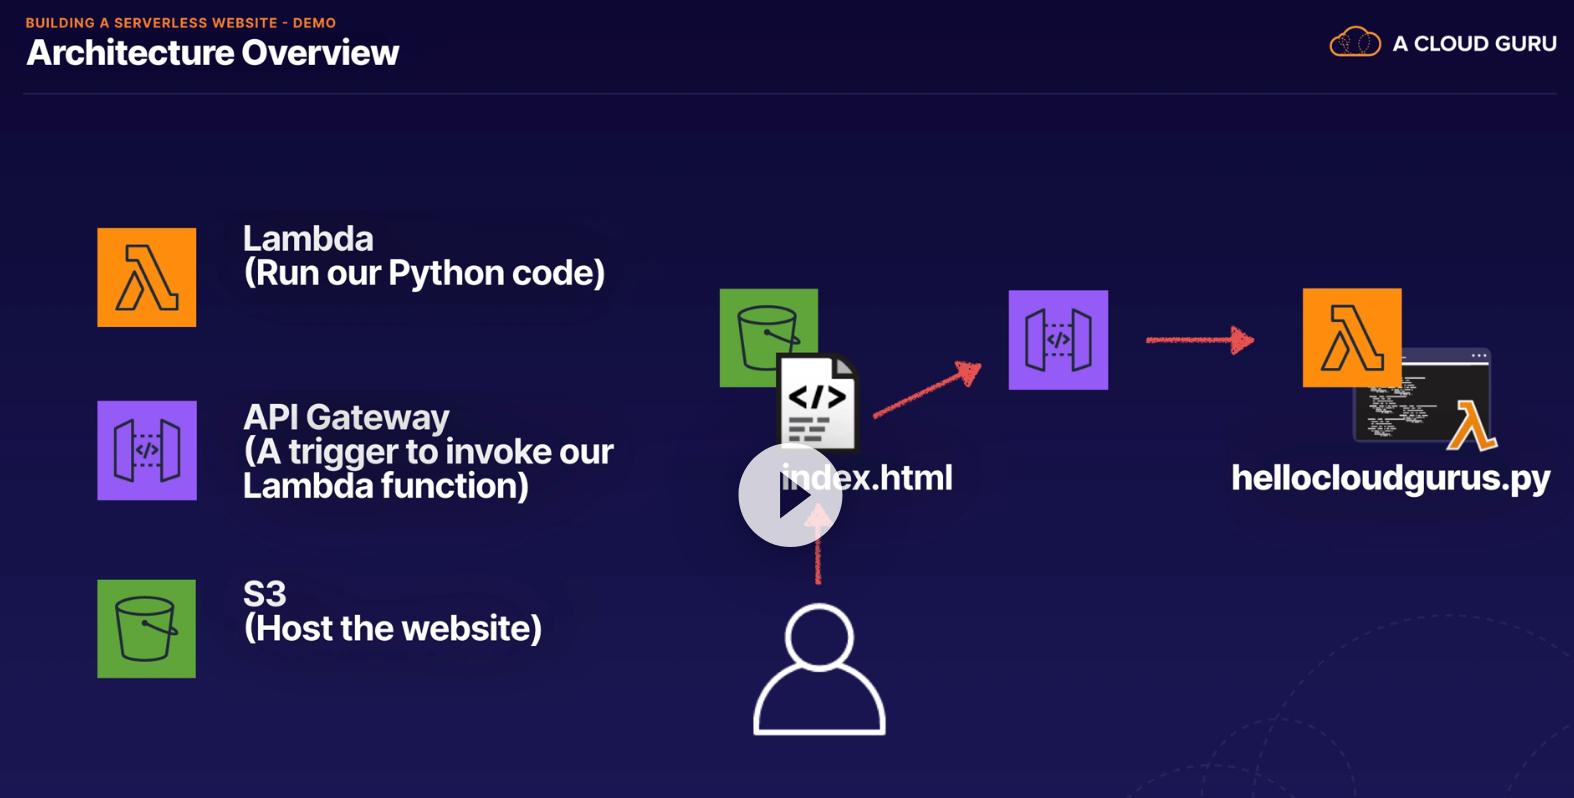 BUILDING A SERVERLESS WEBSITE - DEMO
Architecture Overview
A CLOUD GURU
Lambda
(Run our Python code)
API Gateway
(A trigger to invoke our
Lambda function)
S3
(Host the website)
</>
</>
</>
index.html
hellocloudgurus.py